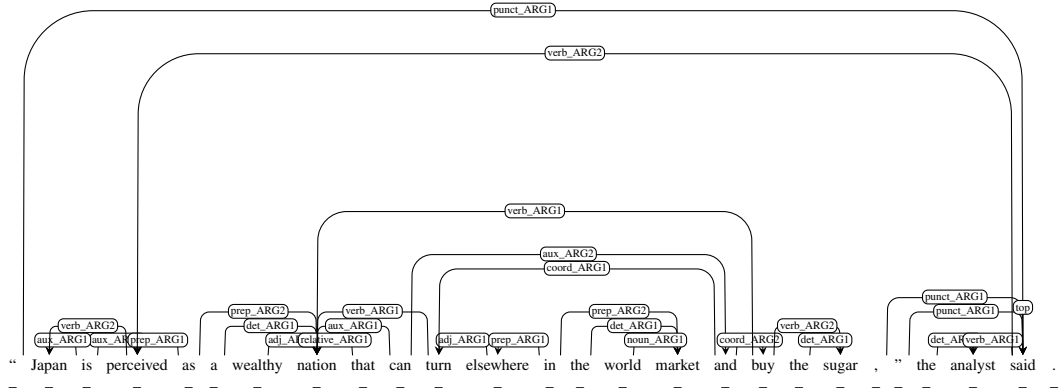 punct_ARG1
verb_ARG2
verb_ARG1
aux_ARG2
coord_ARG1
punct_ARG1
prep_ARG2 verb_ARG1 prep_ARG2 punct_ARG1 top
verb_ARG2 det_ARG1 aux_ARG1 det_ARG1 verb_ARG2
aux_ARG1 prep_ARG1 relative_ARG1 adj_ARG1 prep_ARG1 noun_ARG1 coord_ARG2 det_ARG1 verb_ARG1
“ Japan is perceived as a wealthy nation that can turn elsewhere in the world market and buy the sugar , ” the analyst said .
_ _ _ _ _ _ _ _ _ _ _ _ _ _ _ _ _ _ _ _ _ _ _ _ _ _